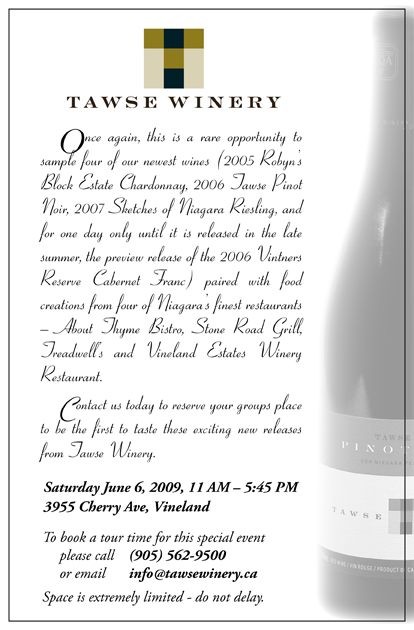 TAWSE WINERY
Once again, this is a rare opportunity to
sample four of our newest wines (2005 Robyn's
Block Estate Chardonnay, 2006 Tawse Pinot
Noir, 2007 Sketches of Niagara Riesling, and
for one day only until it is released in the late
summer, the preview release of the 2006 Vintners
Reserve Cabernet Franc) paired with food
creations from four of Niagara's finest restaurants
– About Thyme Bistro, Stone Road Grill,
Treadwell's and Vineland Estates Winery
Restaurant.
Contact us today to reserve your groups place
to be the first to taste these exciting new releases
from Tawse Winery.
Saturday June 6, 2009, 11 AM – 5:45 PM
3955 Cherry Ave, Vineland
To book a tour time for this special event
please call (905) 562-9500
or email info@tawsewinery.ca
Space is extremely limited - do not delay.
TAWSE
PINOT
TAWSE